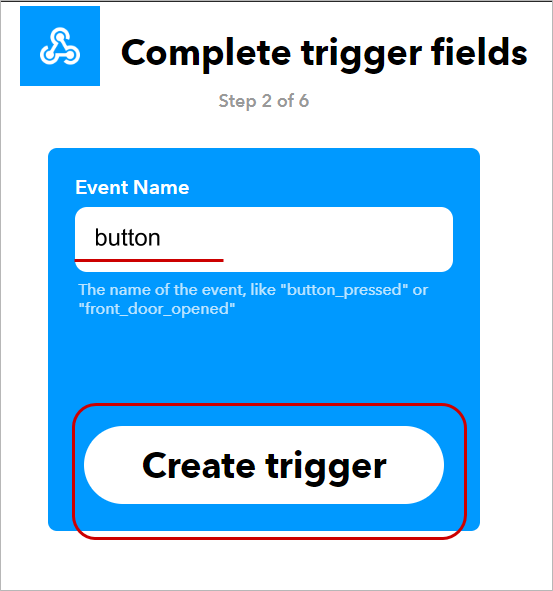 Complete trigger fields
Step 2 of 6
Event Name
button
The name of the event, like "button_pressed" or
"front_door_opened"
Create trigger